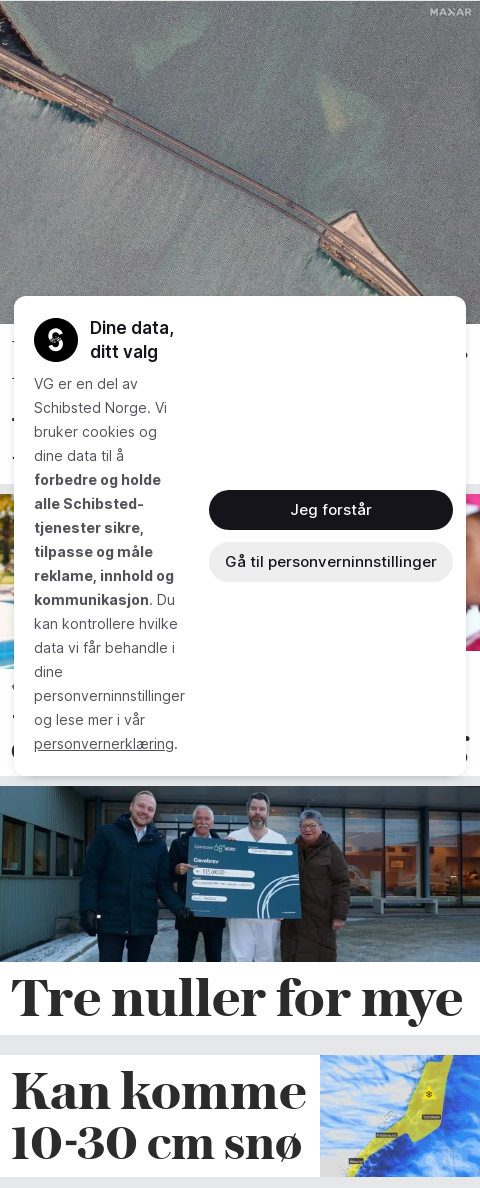 MAXAR
Dine data,
ditt valg
VG er en del av
Schibsted Norge. Vi
bruker cookies og
dine data til å
forbedre og holde
alle Schibsted-
tjenester sikre,
tilpasse og måle
reklame, innhold og
kommunikasjon. Du
kan kontrollere hvilke
data vi får behandle i
dine
personverninnstillinger
og lese mer i vår
personvernerklæring.
Jeg forstår
Gå til personverninnstillinger
Gavebrev
Tre nuller for mye
Kan komme
10-30 cm snø